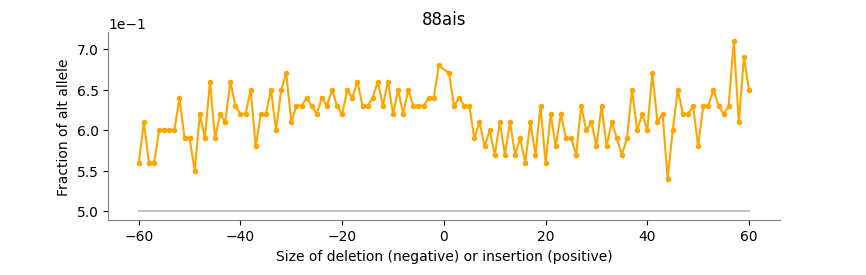 88ais
1e−1
7.0
6.5
6.0
5.5
5.0
Fraction of alt allele
−60 −40 −20 0 20 40 60
Size of deletion (negative) or insertion (positive)